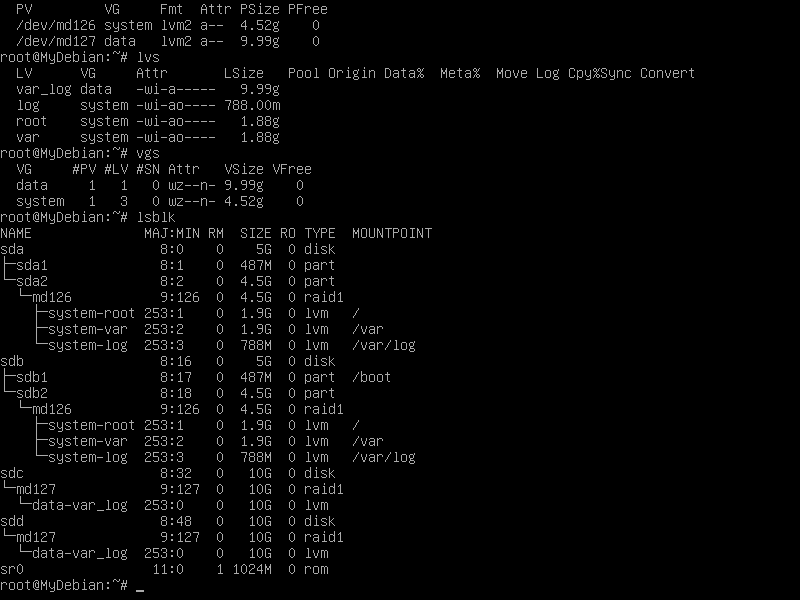 PV         VG     Fmt  Attr PSize PFree
  /dev/md126 system lvm2 a--  4.52g    0
  /dev/md127 data   lvm2 a--  9.99g    0
root@MyDebian:~# lvs
  LV      VG     Attr       LSize   Pool Origin Data%  Meta%  Move Log Cpy%Sync Convert
  var_log data   -wi-a-----   9.99g
  log     system -wi-ao---- 788.00m
  root    system -wi-ao----   1.88g
  var     system -wi-ao----   1.88g
root@MyDebian:~# vgs
  VG     #PV #LV #SN Attr   VSize VFree
  data     1   1   0 wz--n- 9.99g    0
  system   1   3   0 wz--n- 4.52g    0
root@MyDebian:~# lsblk
NAME              MAJ:MIN RM   SIZE RO TYPE  MOUNTPOINT
sda                 8:0    0     5G  0 disk
├─sda1              8:1    0   487M  0 part
└─sda2              8:2    0   4.5G  0 part
  └─md126           9:126  0   4.5G  0 raid1
    ├─system-root 253:1    0   1.9G  0 lvm   /
    ├─system-var  253:2    0   1.9G  0 lvm   /var
    └─system-log  253:3    0   788M  0 lvm   /var/log
sdb                 8:16   0     5G  0 disk
├─sdb1              8:17   0   487M  0 part  /boot
└─sdb2              8:18   0   4.5G  0 part
  └─md126           9:126  0   4.5G  0 raid1
    ├─system-root 253:1    0   1.9G  0 lvm   /
    ├─system-var  253:2    0   1.9G  0 lvm   /var
    └─system-log  253:3    0   788M  0 lvm   /var/log
sdc                 8:32   0    10G  0 disk
└─md127             9:127  0    10G  0 raid1
  └─data-var_log  253:0    0    10G  0 lvm
sdd                 8:48   0    10G  0 disk
└─md127             9:127  0    10G  0 raid1
  └─data-var_log  253:0    0    10G  0 lvm
sr0                11:0    1  1024M  0 rom
root@MyDebian:~# _